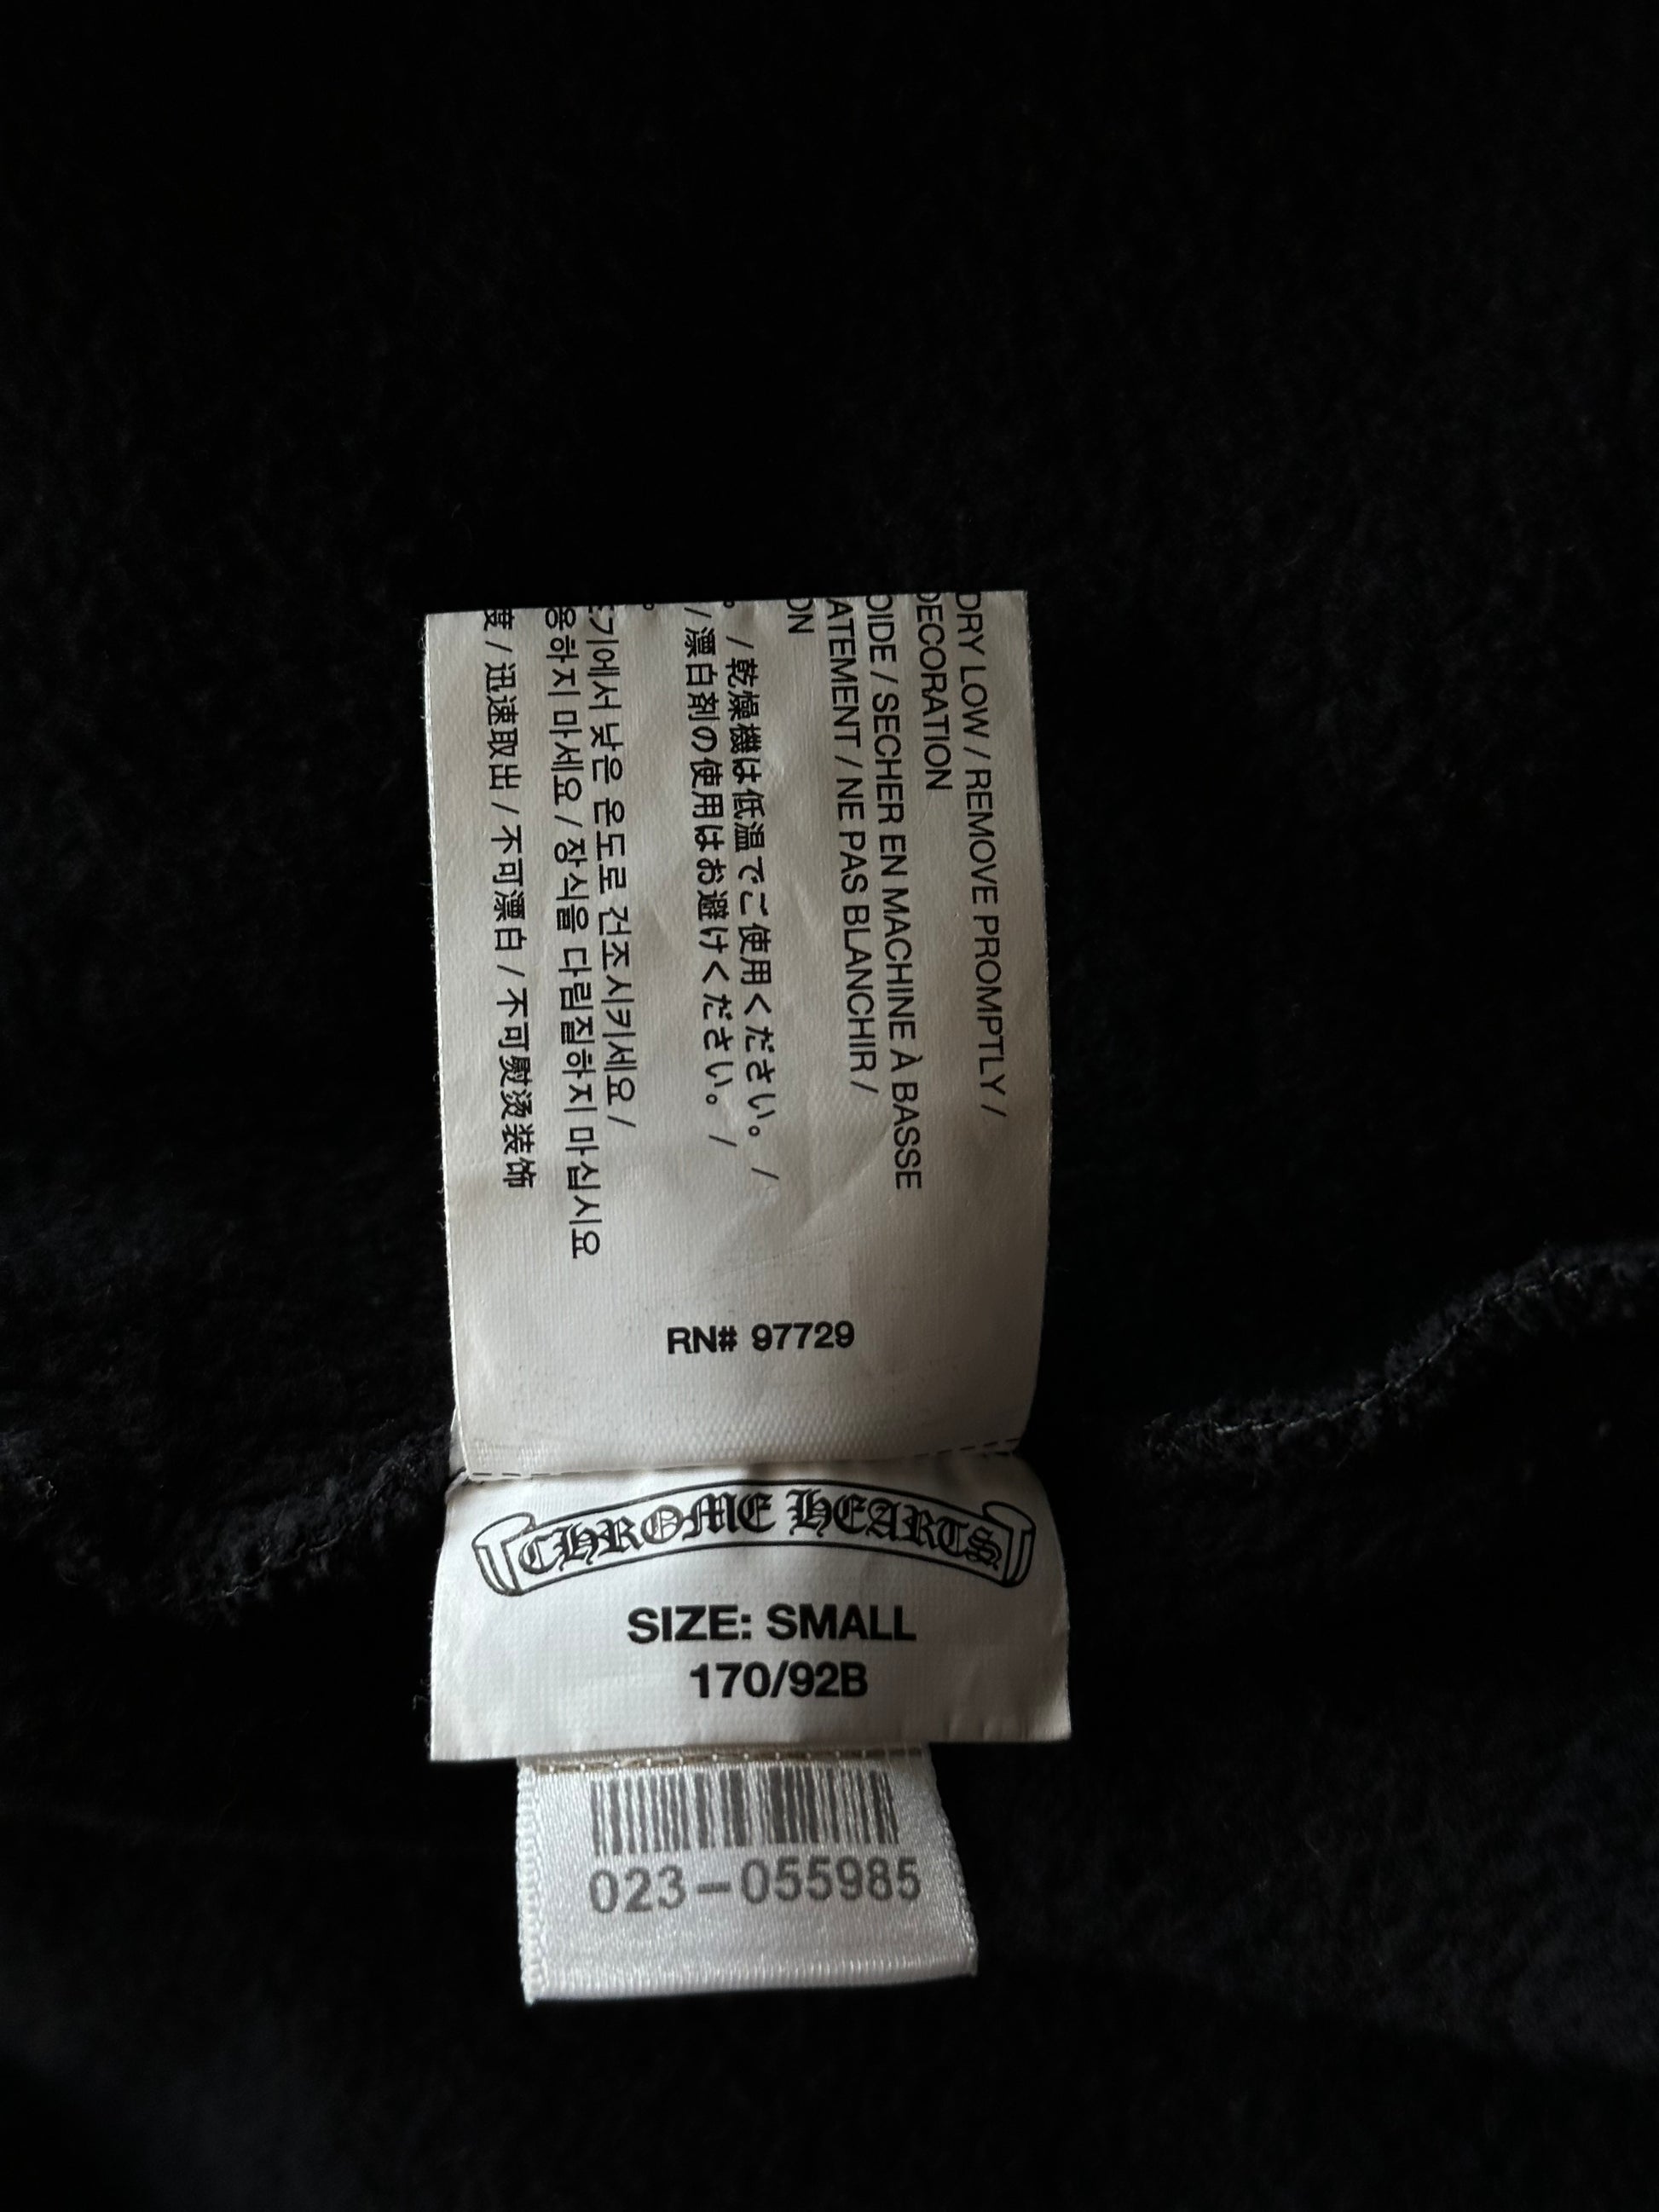 DRY LOW / REMOVE PROMPTLY /
DECORATION
OIDE / SECHER EN MACHINE À BASSE
ATEMENT / NE PAS BLANCHIR /
ON
/ 乾燥機は低温でご使用ください。 /
/ 漂白剤の使用はお避けください。 /
기에서 낮은 온도로 건조시키세요 /
용하지 마세요 / 장식을 다림질하지 마십시요
度 / 迅速取出 / 不可漂白 / 不可熨烫装饰
RN# 97729
CHROME HEARTS
SIZE: SMALL
170/92B
023-055985